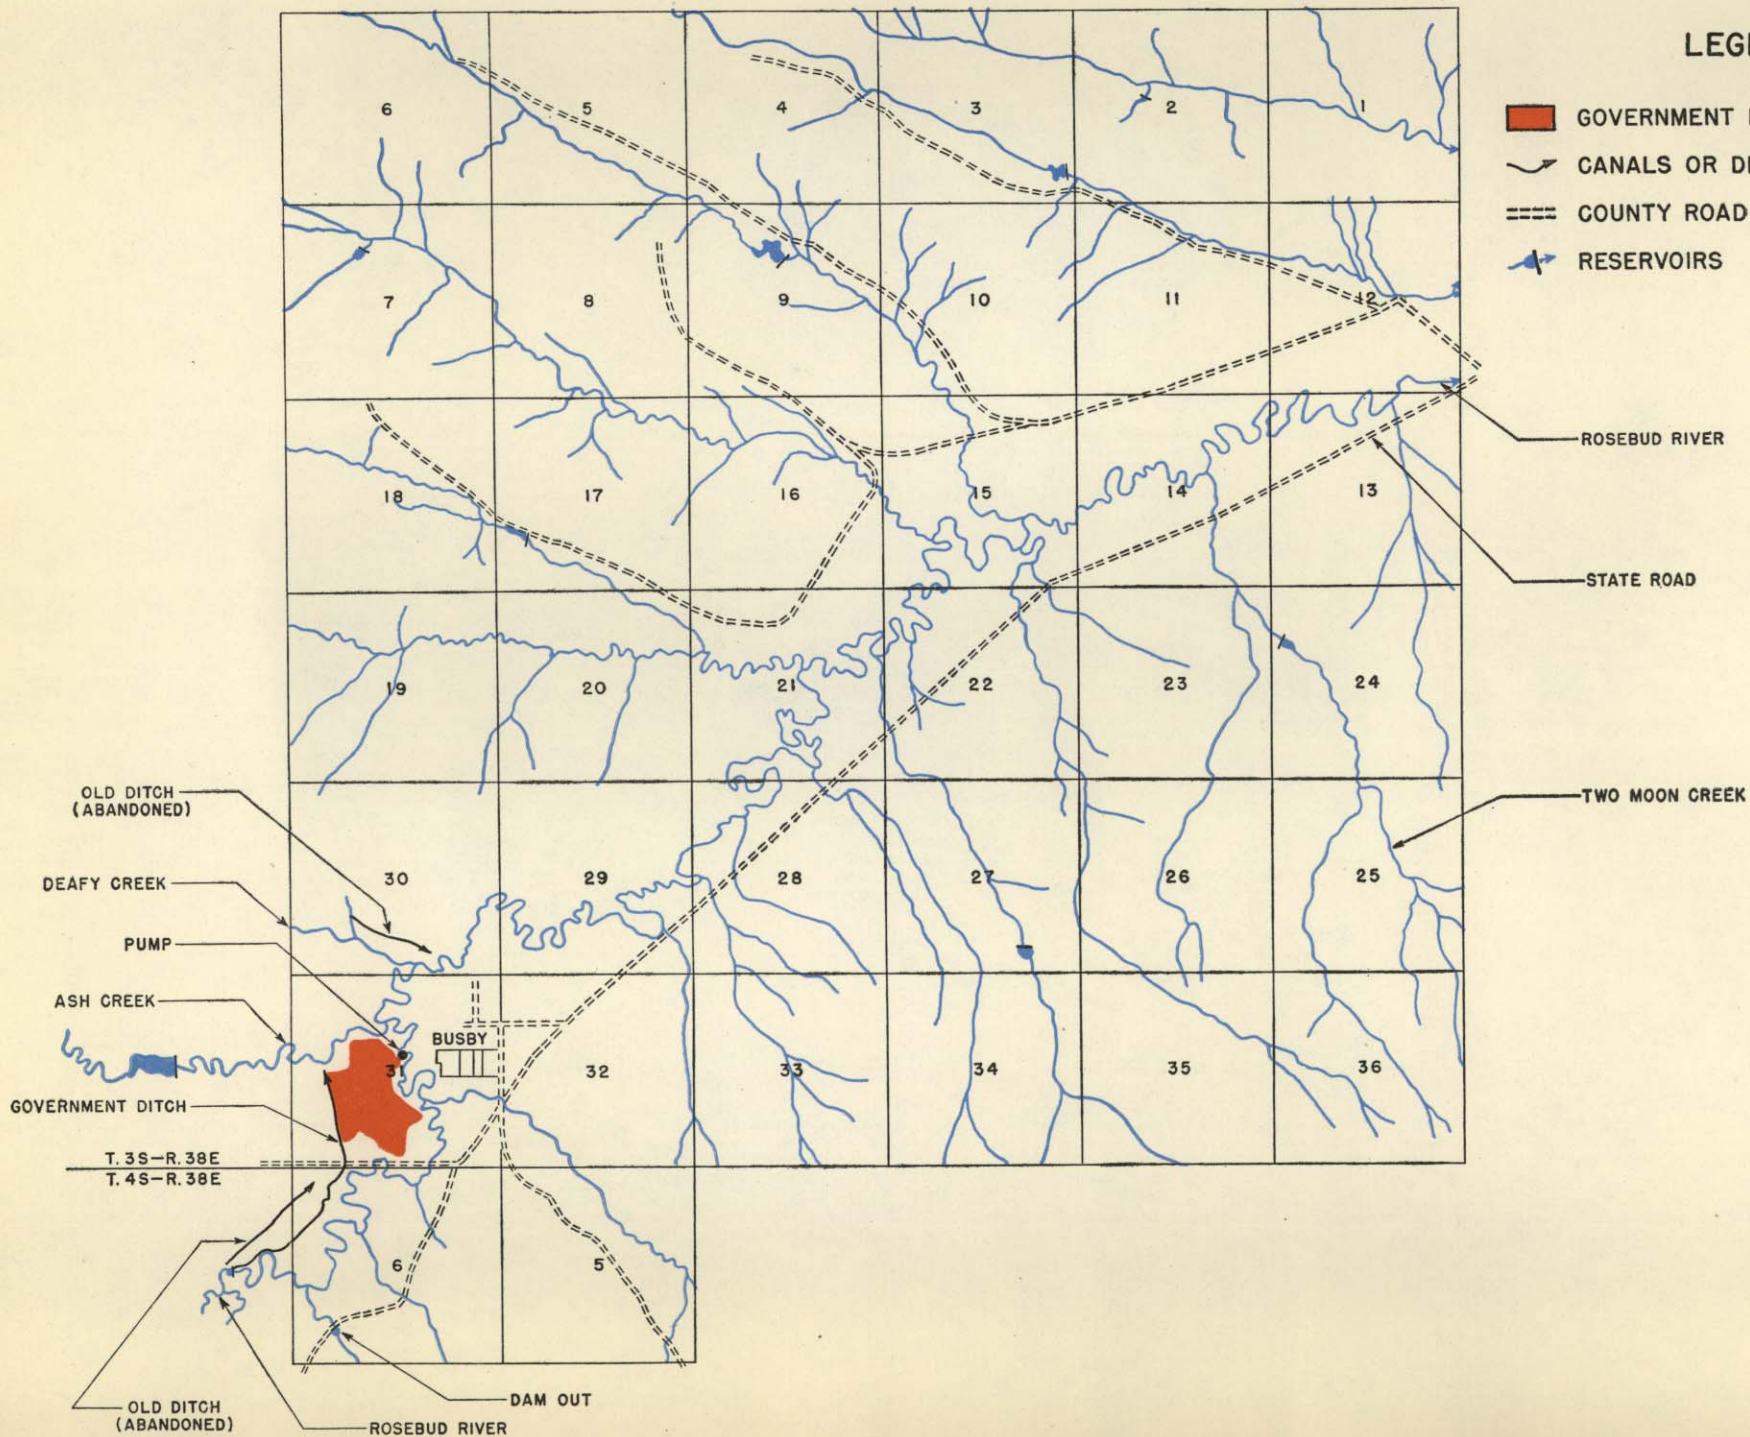 LEG
GOVERNMENT
CANALS OR
COUNTY ROAD
RESERVOIRS
6 5 4 3 2 1
7 8 9 10 11 12
18 17 16 15 14 13
19 20 21 22 23 24
30 29 28 27 26 25
31 32 33 34 35 36
6 5
ROSEBUD RIVER
STATE ROAD
TWO MOON CREEK
OLD DITCH
(ABANDONED)
DEAFY CREEK
PUMP
ASH CREEK
BUSBY
GOVERNMENT DITCH
T. 3S–R. 38E
T. 4S–R. 38E
OLD DITCH
(ABANDONED)
DAM OUT
ROSEBUD RIVER